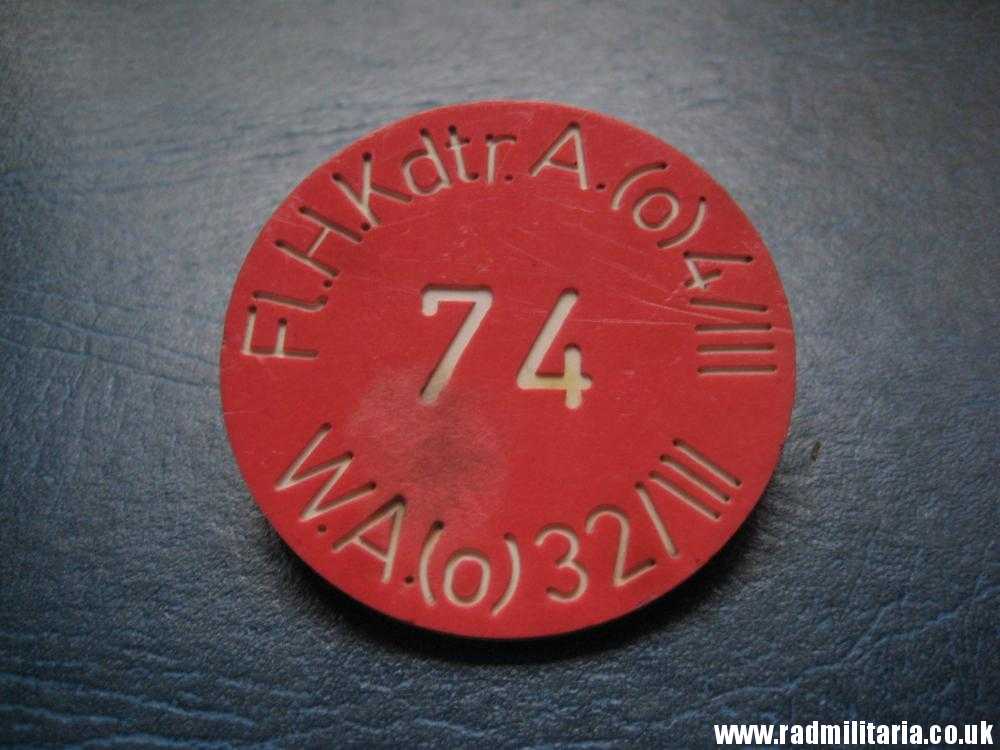 Fl.H.Kdtr. A.(o)4/III
74
W.A.(o)32/III
www.radmilitaria.co.uk